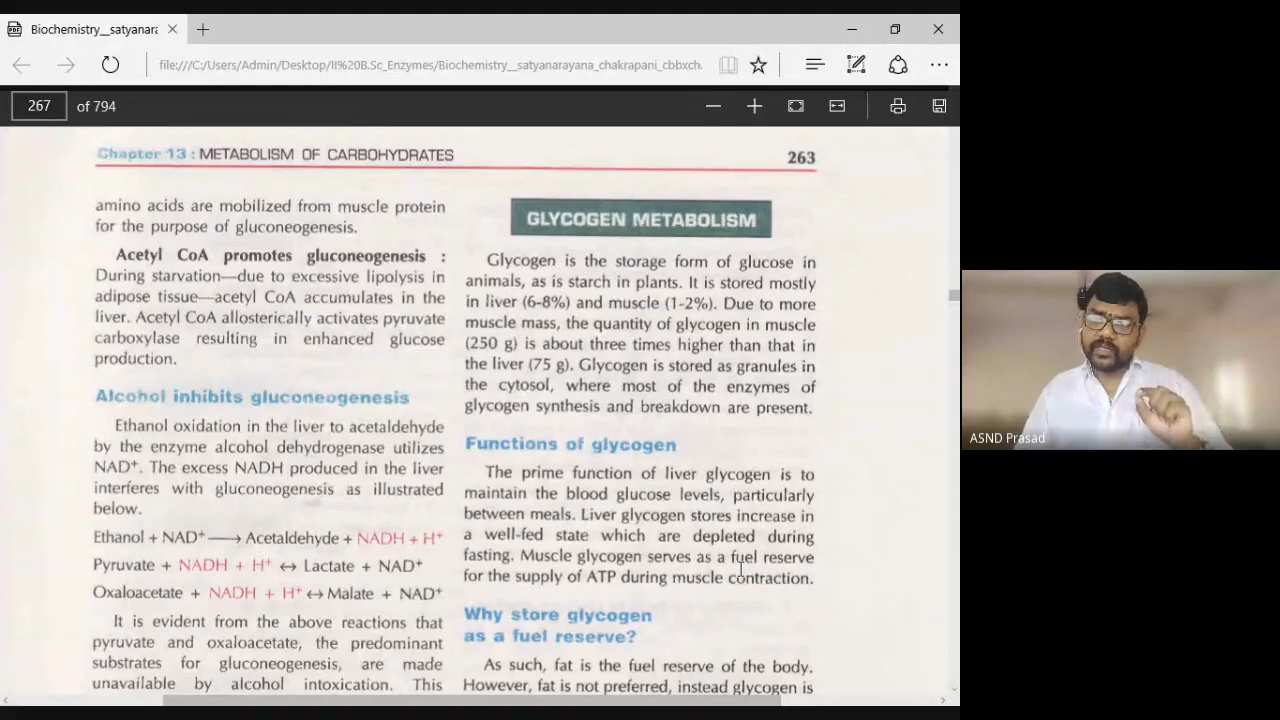 Biochemistry__satyanara
file:///C:/Users/Admin/Desktop/II%20B.Sc_Enzymes/Biochemistry__satyanarayana_chakrapani_cbbxch.
267 of 794
Chapter 13 : METABOLISM OF CARBOHYDRATES
263
amino acids are mobilized from muscle protein
for the purpose of gluconeogenesis.
Acetyl CoA promotes gluconeogenesis :
During starvation—due to excessive lipolysis in
adipose tissue—acetyl CoA accumulates in the
liver. Acetyl CoA allosterically activates pyruvate
carboxylase resulting in enhanced glucose
production.
Alcohol inhibits gluconeogenesis
Ethanol oxidation in the liver to acetaldehyde
by the enzyme alcohol dehydrogenase utilizes
NAD⁺. The excess NADH produced in the liver
interferes with gluconeogenesis as illustrated
below.
Ethanol + NAD⁺ ⟶ Acetaldehyde + NADH + H⁺
Pyruvate + NADH + H⁺ ↔ Lactate + NAD⁺
Oxaloacetate + NADH + H⁺ ↔ Malate + NAD⁺
It is evident from the above reactions that
pyruvate and oxaloacetate, the predominant
substrates for gluconeogenesis, are made
unavailable by alcohol intoxication. This
GLYCOGEN METABOLISM
Glycogen is the storage form of glucose in
animals, as is starch in plants. It is stored mostly
in liver (6-8%) and muscle (1-2%). Due to more
muscle mass, the quantity of glycogen in muscle
(250 g) is about three times higher than that in
the liver (75 g). Glycogen is stored as granules in
the cytosol, where most of the enzymes of
glycogen synthesis and breakdown are present.
Functions of glycogen
The prime function of liver glycogen is to
maintain the blood glucose levels, particularly
between meals. Liver glycogen stores increase in
a well-fed state which are depleted during
fasting. Muscle glycogen serves as a fuel reserve
for the supply of ATP during muscle contraction.
Why store glycogen
as a fuel reserve?
As such, fat is the fuel reserve of the body.
However, fat is not preferred, instead glycogen is
ASND Prasad